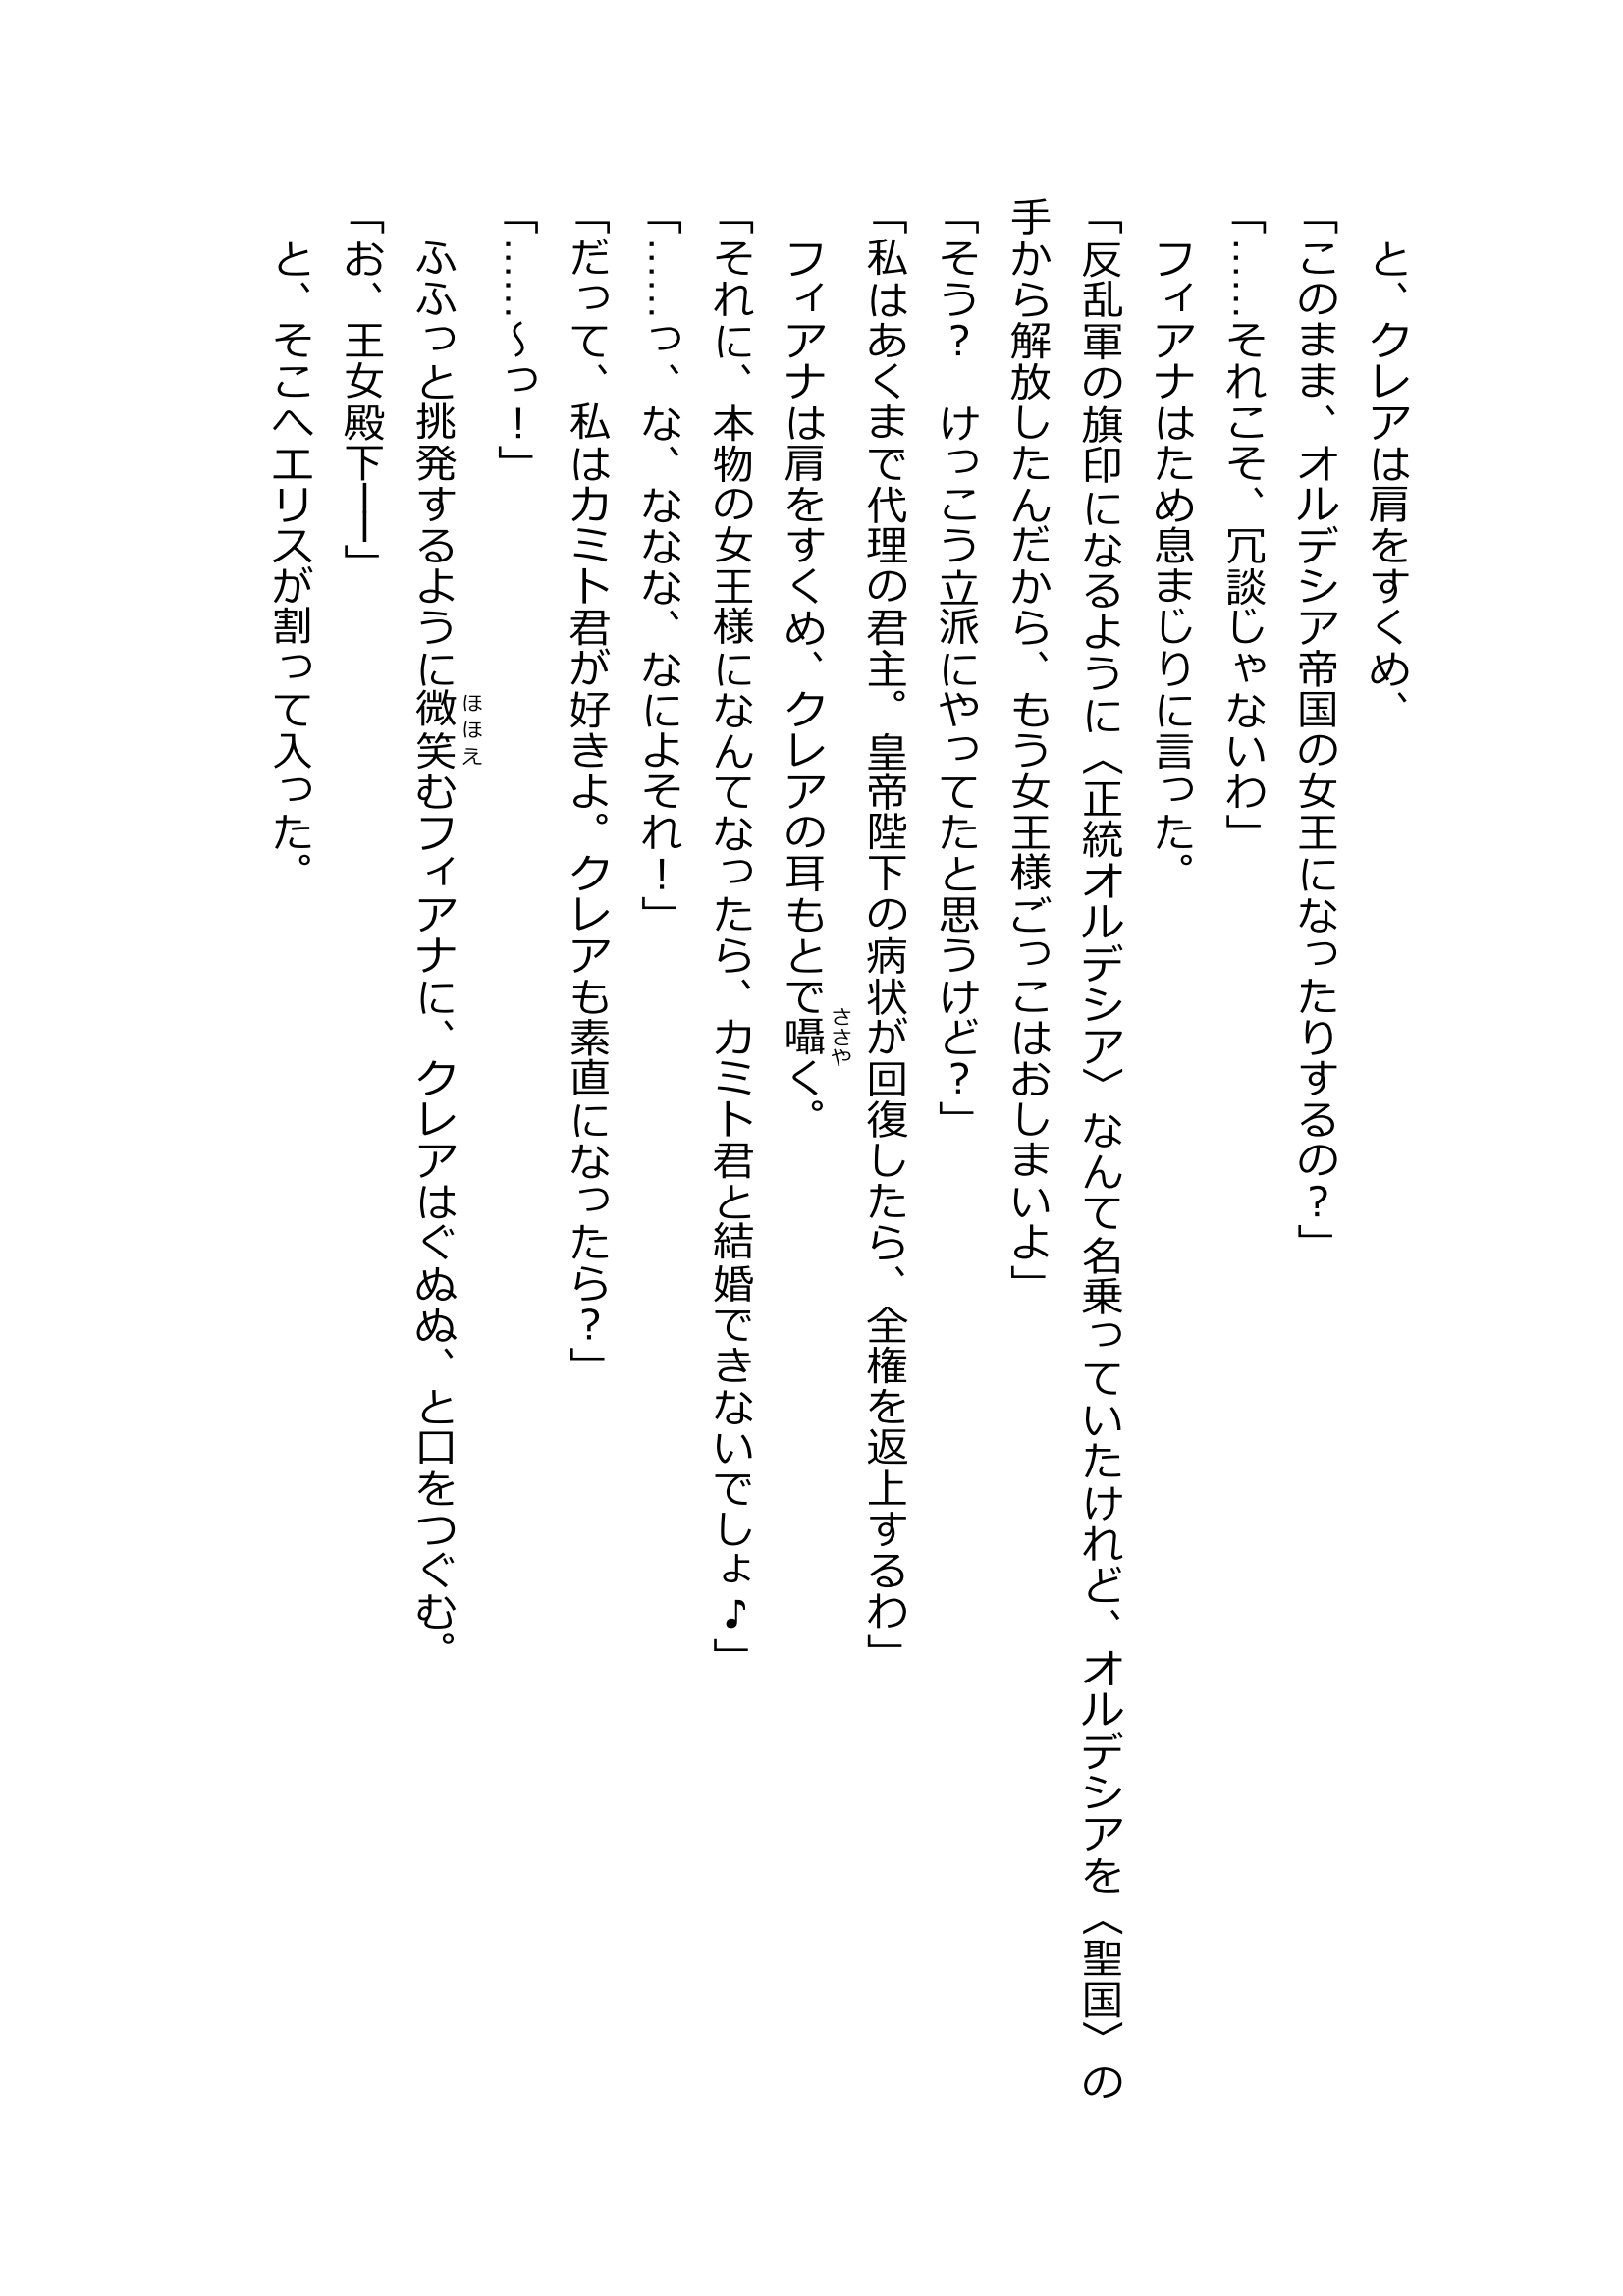 と、クレアは肩をすくめ、
「このまま、オルデシア帝国の女王になったりするの？」
「……それこそ、冗談じゃないわ」
　フィアナはため息まじりに言った。
「反乱軍の旗印になるように〈正統オルデシア〉なんて名乗っていたけれど、オルデシアを〈聖国〉の
手から解放したんだから、もう女王様ごっこはおしまいよ」
「そう？　けっこう立派にやってたと思うけど？」
「私はあくまで代理の君主。皇帝陛下の病状が回復したら、全権を返上するわ」
　フィアナは肩をすくめ、クレアの耳もとで囁く。
ささや
「それに、本物の女王様になんてなったら、カミト君と結婚できないでしょ♪」
「……っ、な、ななな、なによそれ！」
「だって、私はカミト君が好きよ。クレアも素直になったら？」
「……～っ！」
　ふふっと挑発するように微笑むフィアナに、クレアはぐぬぬ、と口をつぐむ。
ほほえ
「お、王女殿下――」
　と、そこへエリスが割って入った。